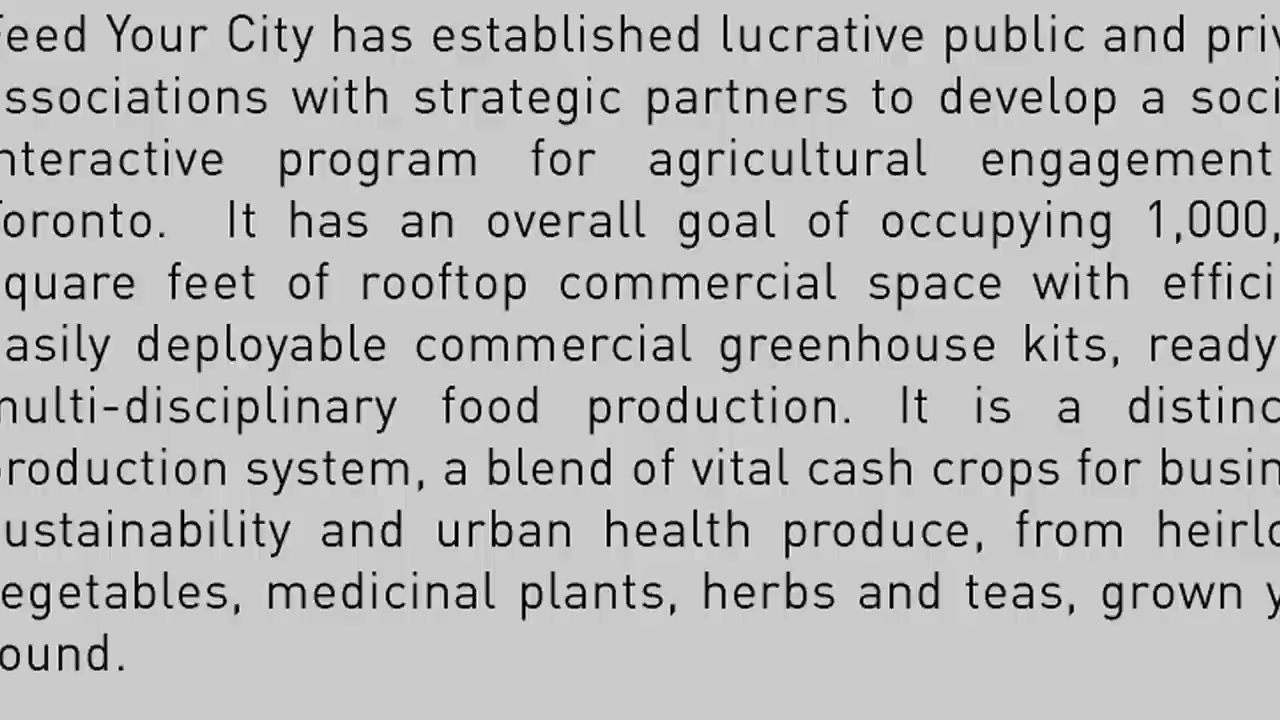 eed Your City has established lucrative public and priv
ssociations with strategic partners to develop a soci
nteractive program for agricultural engagement
oronto. It has an overall goal of occupying 1,000,
quare feet of rooftop commercial space with effici
asily deployable commercial greenhouse kits, ready
ulti-disciplinary food production. It is a distinc
roduction system, a blend of vital cash crops for busin
ustainability and urban health produce, from heirlo
egetables, medicinal plants, herbs and teas, grown y
ound.